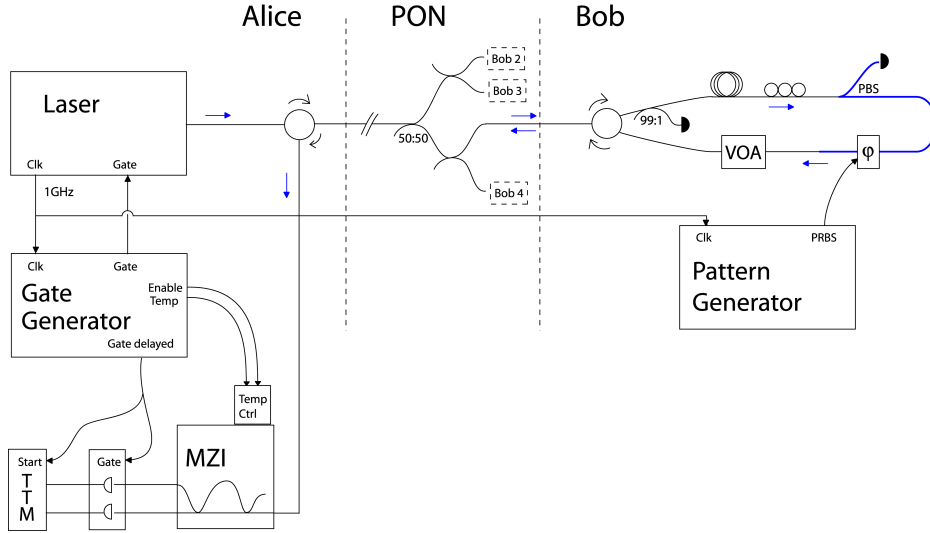 Alice
PON
Bob
Laser
Clk
Gate
1GHz
50:50
Bob 2
Bob 3
Bob 4
99:1
PBS
VOA
φ
Clk
PRBS
Pattern
Generator
Clk
Gate
Gate
Generator
Enable
Temp
Gate delayed
Temp
Ctrl
MZI
Start
T
T
M
Gate